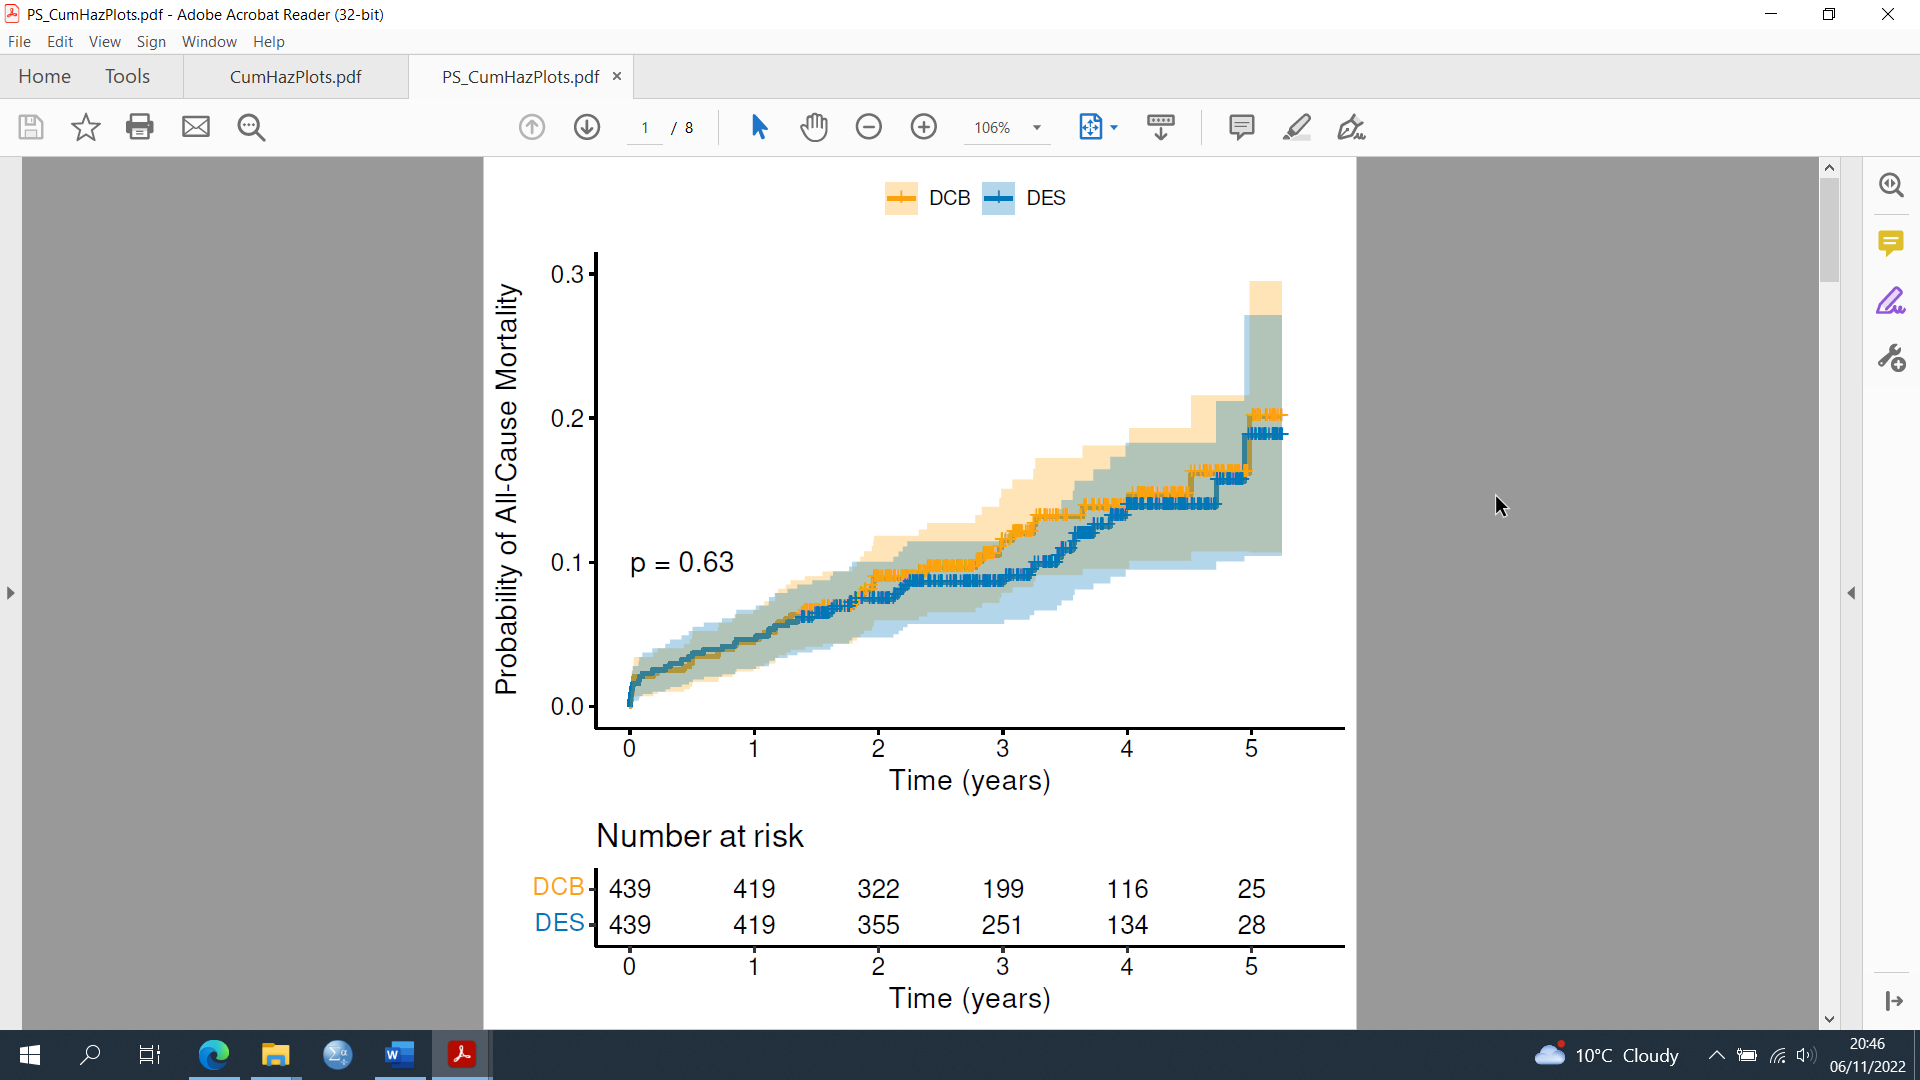 PS_CumHazPlots.pdf - Adobe Acrobat Reader (32-bit)
File Edit View Sign Window Help
Home Tools CumHazPlots.pdf PS_CumHazPlots.pdf ×
1 / 8 106%
DCB DES
0.3
0.2
0.1
0.0
Probability of All-Cause Mortality
p = 0.63
0 1 2 3 4 5
Time (years)
Number at risk
DCB 439 419 322 199 116 25
DES 439 419 355 251 134 28
0 1 2 3 4 5
Time (years)
10°C Cloudy
20:46
06/11/2022